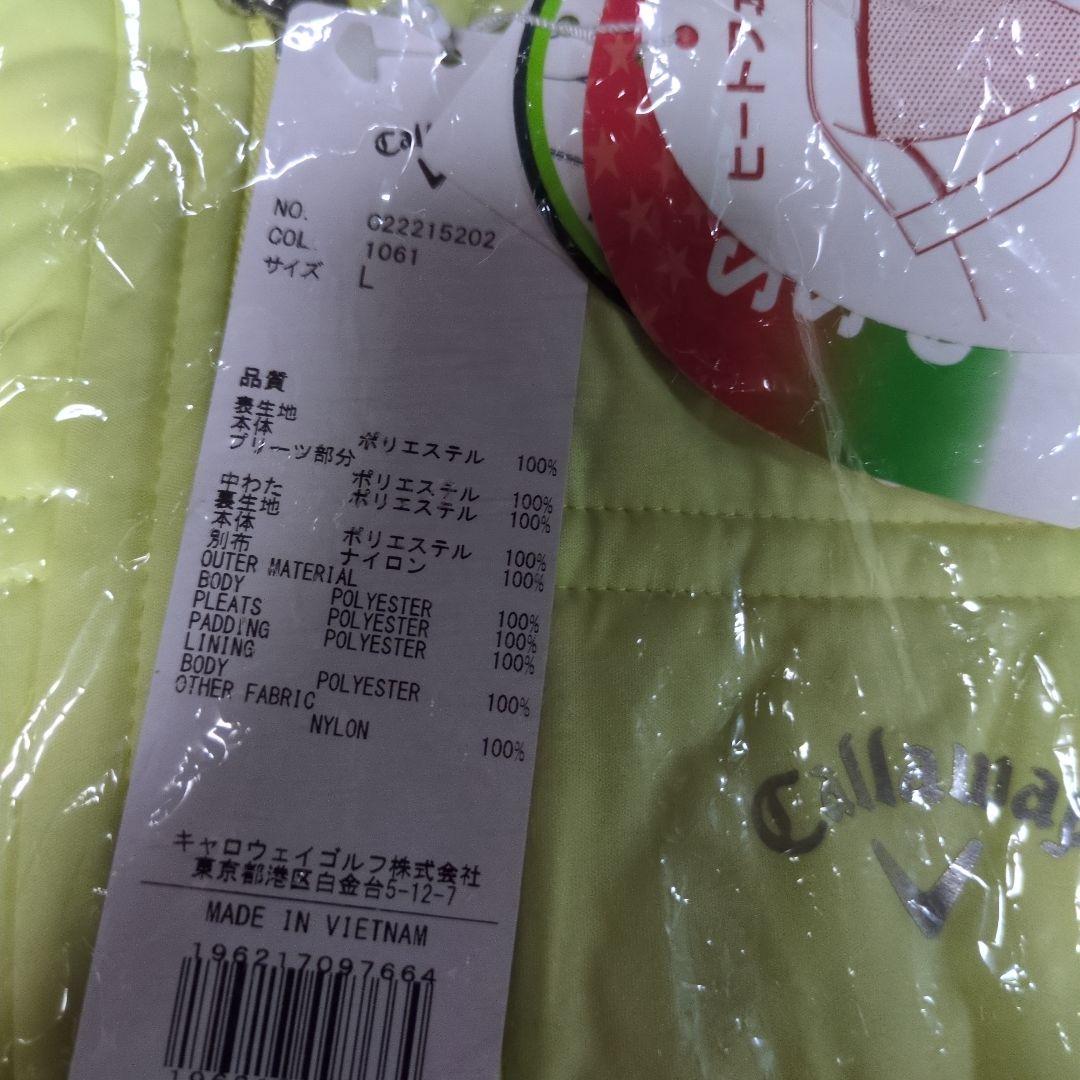 NO. C22215202
COL. 1061
サイズ L
品質
表生地
本体 ポリエステル 100%
プリーツ部分 ポリエステル 100%
中わた ポリエステル 100%
裏生地
本体 ポリエステル 100%
別布 ナイロン 100%
OUTER MATERIAL
BODY POLYESTER 100%
PLEATS POLYESTER 100%
PADDING POLYESTER 100%
LINING
BODY POLYESTER 100%
OTHER FABRIC
NYLON 100%
キャロウェイゴルフ株式会社
東京都港区白金台5-12-7
MADE IN VIETNAM
196217097664
Callaway